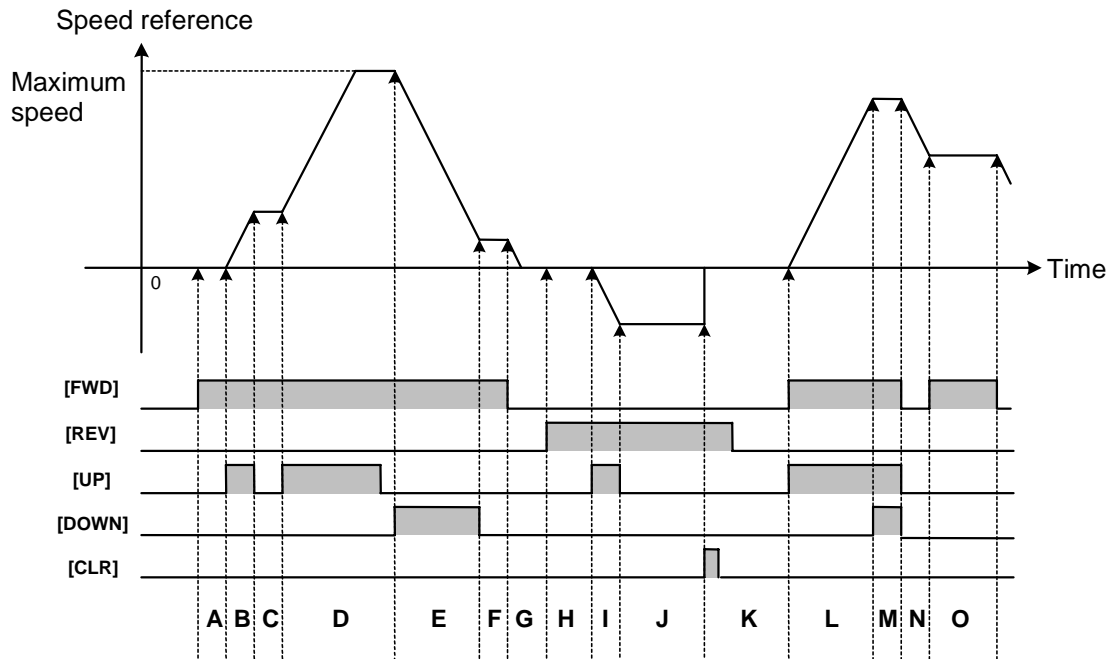 Speed reference
Maximum
speed
0
Time
[FWD]
[REV]
[UP]
[DOWN]
[CLR]
A B C D E F G H I J K L M N O